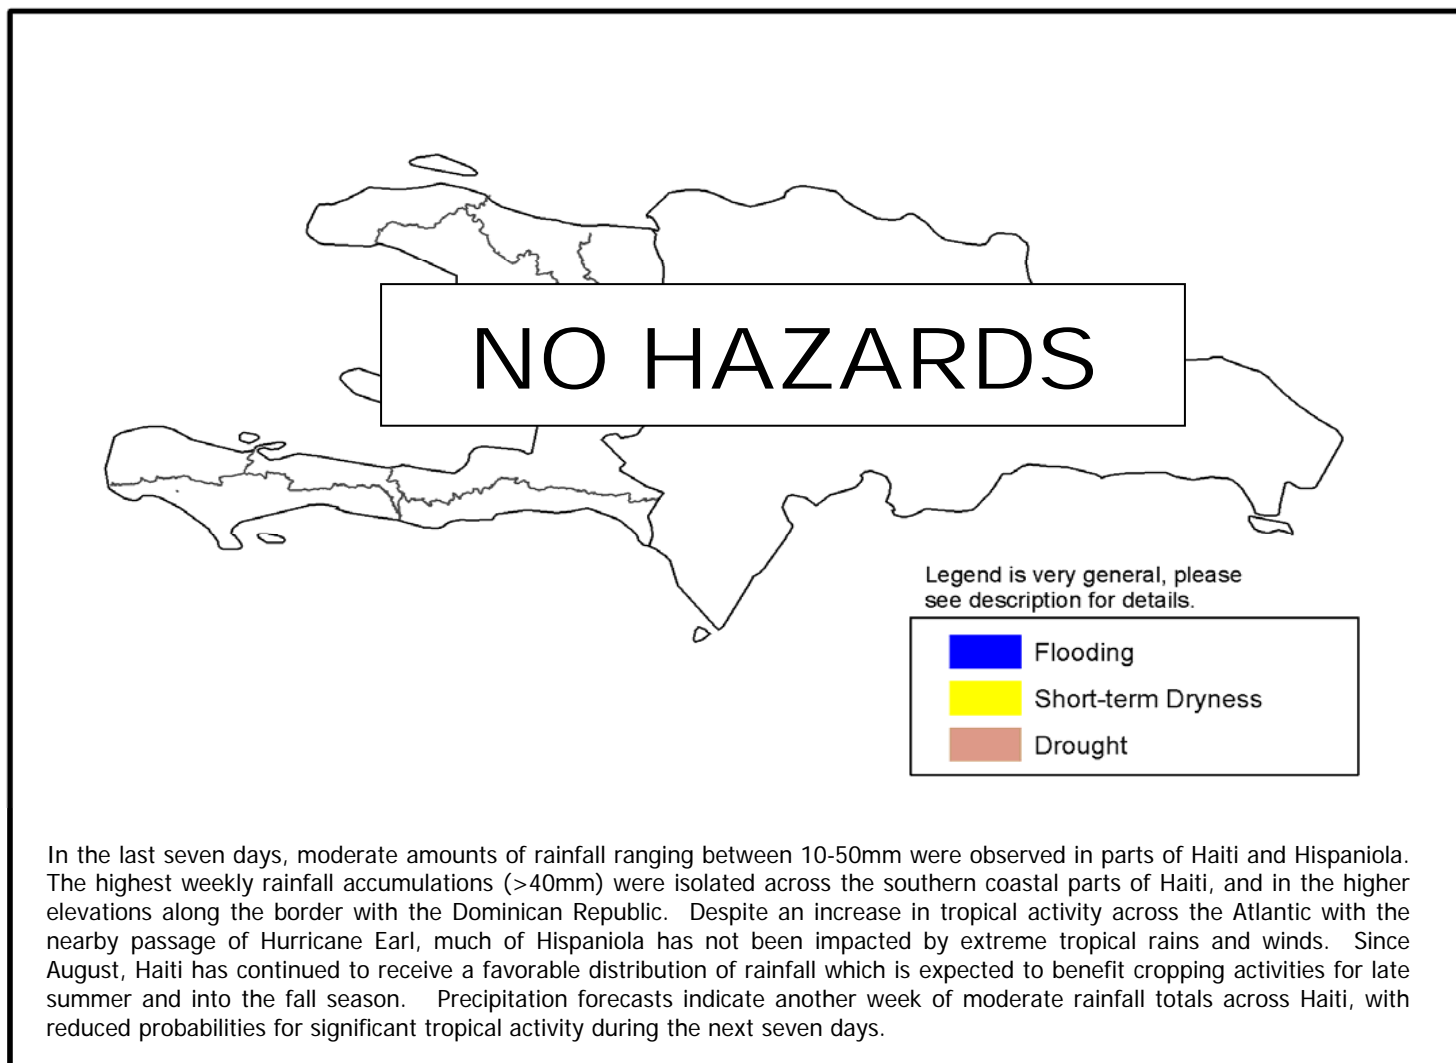 NO HAZARDS
Legend is very general, please
see description for details.
Flooding
Short-term Dryness
Drought
In the last seven days, moderate amounts of rainfall ranging between 10-50mm were observed in parts of Haiti and Hispaniola.
The highest weekly rainfall accumulations (>40mm) were isolated across the southern coastal parts of Haiti, and in the higher
elevations along the border with the Dominican Republic. Despite an increase in tropical activity across the Atlantic with the
nearby passage of Hurricane Earl, much of Hispaniola has not been impacted by extreme tropical rains and winds. Since
August, Haiti has continued to receive a favorable distribution of rainfall which is expected to benefit cropping activities for late
summer and into the fall season. Precipitation forecasts indicate another week of moderate rainfall totals across Haiti, with
reduced probabilities for significant tropical activity during the next seven days.